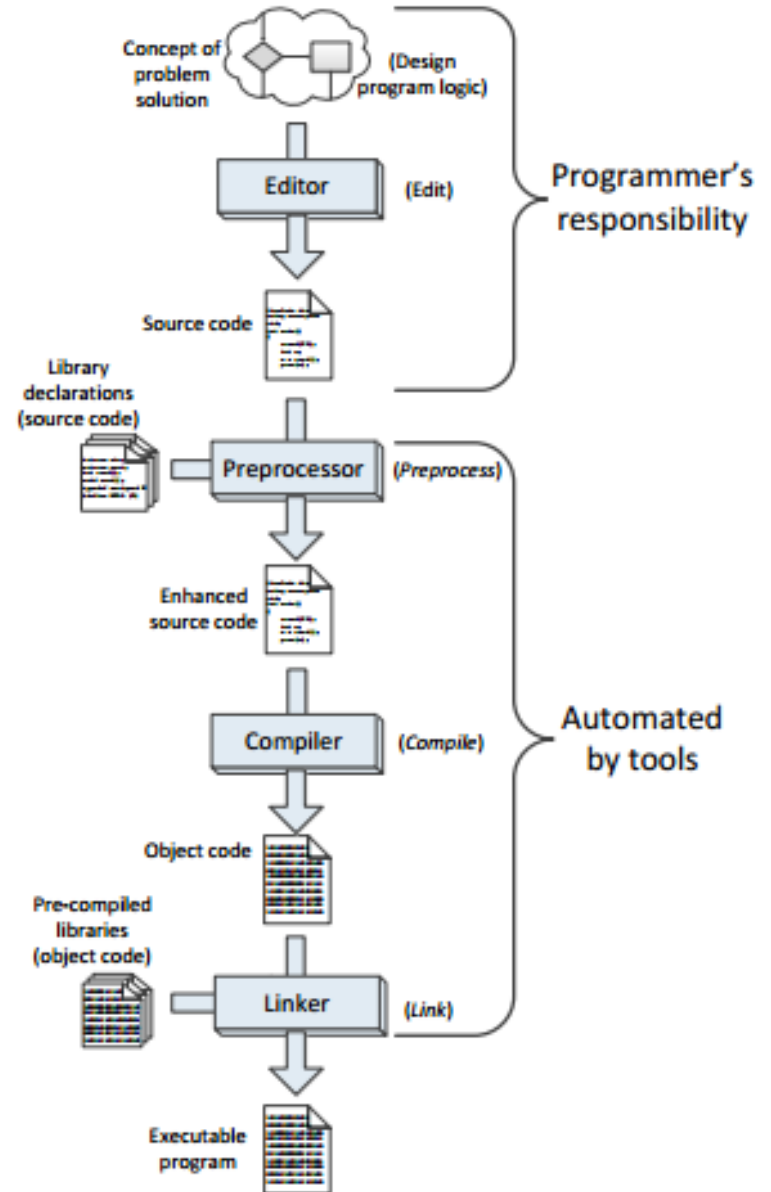 Concept of
problem
solution
(Design
program logic)
Editor
(Edit)
Programmer's
responsibility
Source code
Library
declarations
(source code)
Preprocessor
(Preprocess)
Enhanced
source code
Compiler
(Compile)
Automated
by tools
Object code
Pre-compiled
libraries
(object code)
Linker
(Link)
Executable
program